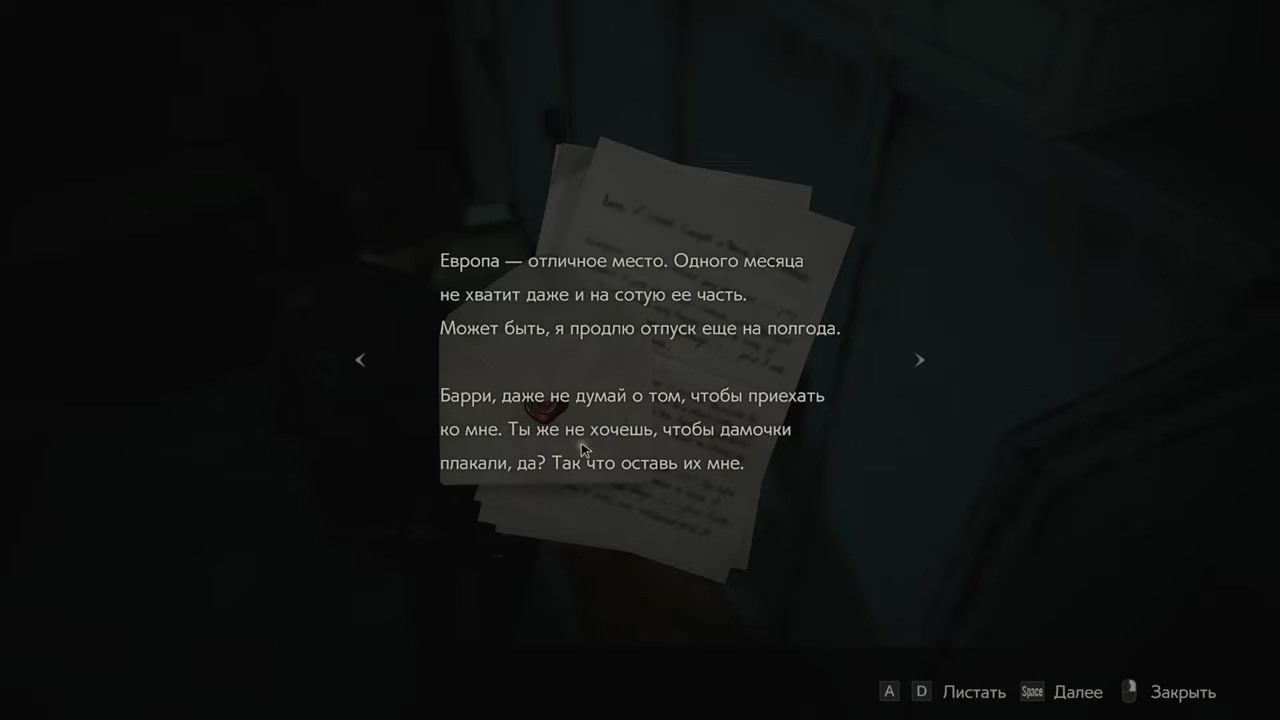 Европа — отличное место. Одного месяца
не хватит даже и на сотую ее часть.
Может быть, я продлю отпуск еще на полгода.
Барри, даже не думай о том, чтобы приехать
ко мне. Ты же не хочешь, чтобы дамочки
плакали, да? Так что оставь их мне.
A D Листать Space Далее Закрыть